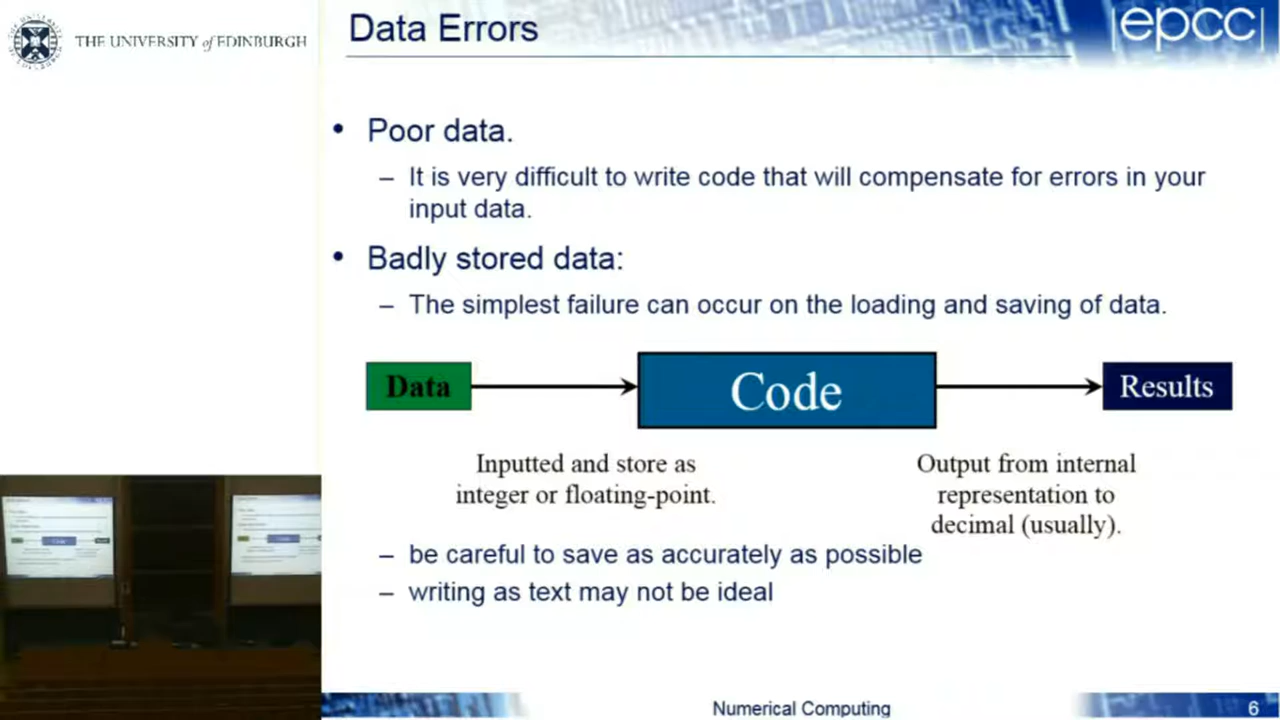 THE UNIVERSITY of EDINBURGH
Data Errors
|epcc|
• Poor data.
– It is very difficult to write code that will compensate for errors in your
input data.
• Badly stored data:
– The simplest failure can occur on the loading and saving of data.
Data
Code
Results
Inputted and store as
integer or floating-point.
Output from internal
representation to
decimal (usually).
– be careful to save as accurately as possible
– writing as text may not be ideal
Numerical Computing
6